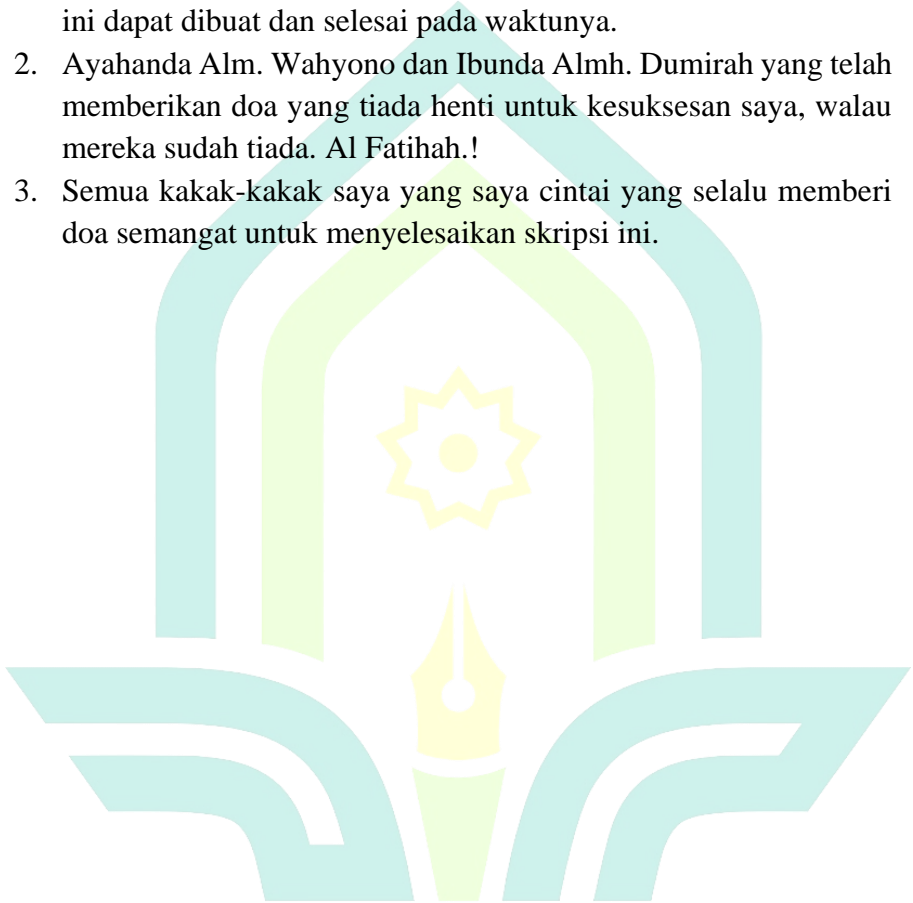 ini dapat dibuat dan selesai pada waktunya.
2. Ayahanda Alm. Wahyono dan Ibunda Almh. Dumirah yang telah
memberikan doa yang tiada henti untuk kesuksesan saya, walau
mereka sudah tiada. Al Fatihah.!
3. Semua kakak-kakak saya yang saya cintai yang selalu memberi
doa semangat untuk menyelesaikan skripsi ini.